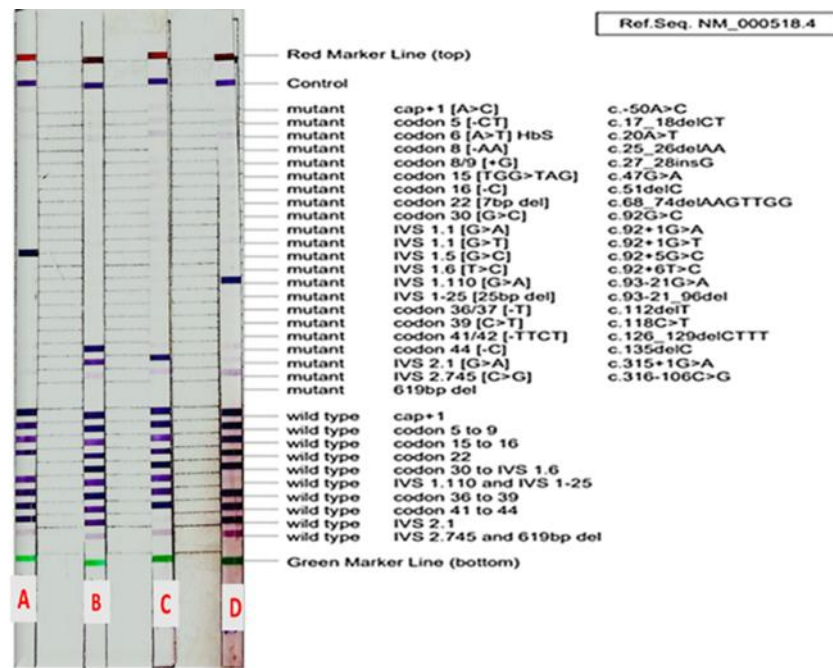 Ref.Seq. NM_000518.4
Red Marker Line (top)
Control
mutant cap+1 [A>C] c.-50A>C
mutant codon 5 [-CT] c.17_18delCT
mutant codon 6 [A>T] HbS c.20A>T
mutant codon 8 [-AA] c.25_26delAA
mutant codon 8/9 [+G] c.27_28insG
mutant codon 15 [TGG>TAG] c.47G>A
mutant codon 16 [-C] c.51delC
mutant codon 22 [7bp del] c.68_74delAAGTTGG
mutant codon 30 [G>C] c.92G>C
mutant IVS 1.1 [G>A] c.92+1G>A
mutant IVS 1.1 [G>T] c.92+1G>T
mutant IVS 1.5 [G>C] c.92+5G>C
mutant IVS 1.6 [T>C] c.92+6T>C
mutant IVS 1.110 [G>A] c.93-21G>A
mutant IVS 1-25 [25bp del] c.93-21_96del
mutant codon 36/37 [-T] c.112delT
mutant codon 39 [C>T] c.118C>T
mutant codon 41/42 [-TTCT] c.126_129delCTTT
mutant codon 44 [-C] c.135delC
mutant IVS 2.1 [G>A] c.315+1G>A
mutant IVS 2.745 [C>G] c.316-106C>G
mutant 619bp del
wild type cap+1
wild type codon 5 to 9
wild type codon 15 to 16
wild type codon 22
wild type codon 30 to IVS 1.6
wild type IVS 1.110 and IVS 1-25
wild type codon 36 to 39
wild type codon 41 to 44
wild type IVS 2.1
wild type IVS 2.745 and 619bp del
Green Marker Line (bottom)
A B C D